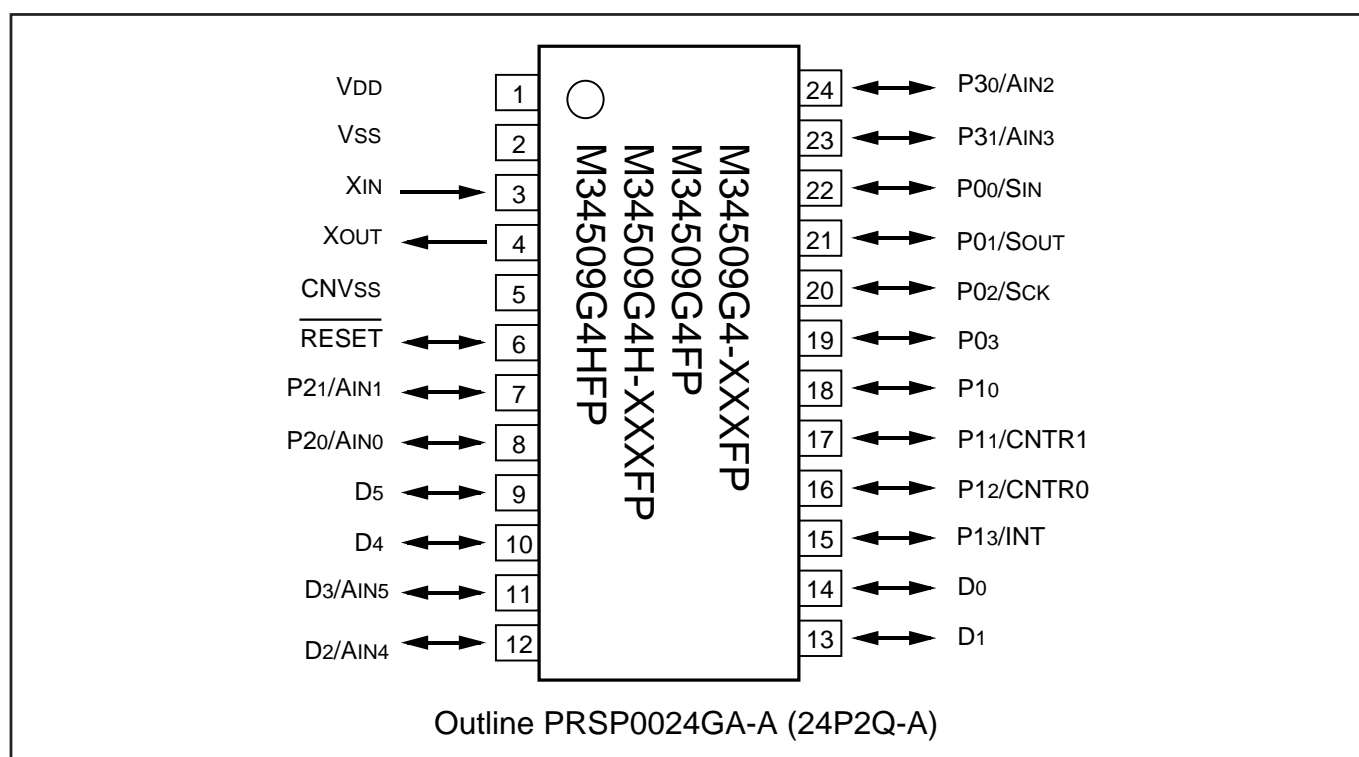 VDD 1 24 P30/AIN2
VSS 2 23 P31/AIN3
XIN 3 22 P00/SIN
XOUT 4 21 P01/SOUT
CNVSS 5 20 P02/SCK
RESET 6 19 P03
P21/AIN1 7 18 P10
P20/AIN0 8 17 P11/CNTR1
D5 9 16 P12/CNTR0
D4 10 15 P13/INT
D3/AIN5 11 14 D0
D2/AIN4 12 13 D1
M34509G4-XXXFP
M34509G4FP
M34509G4H-XXXFP
M34509G4HFP
Outline PRSP0024GA-A (24P2Q-A)